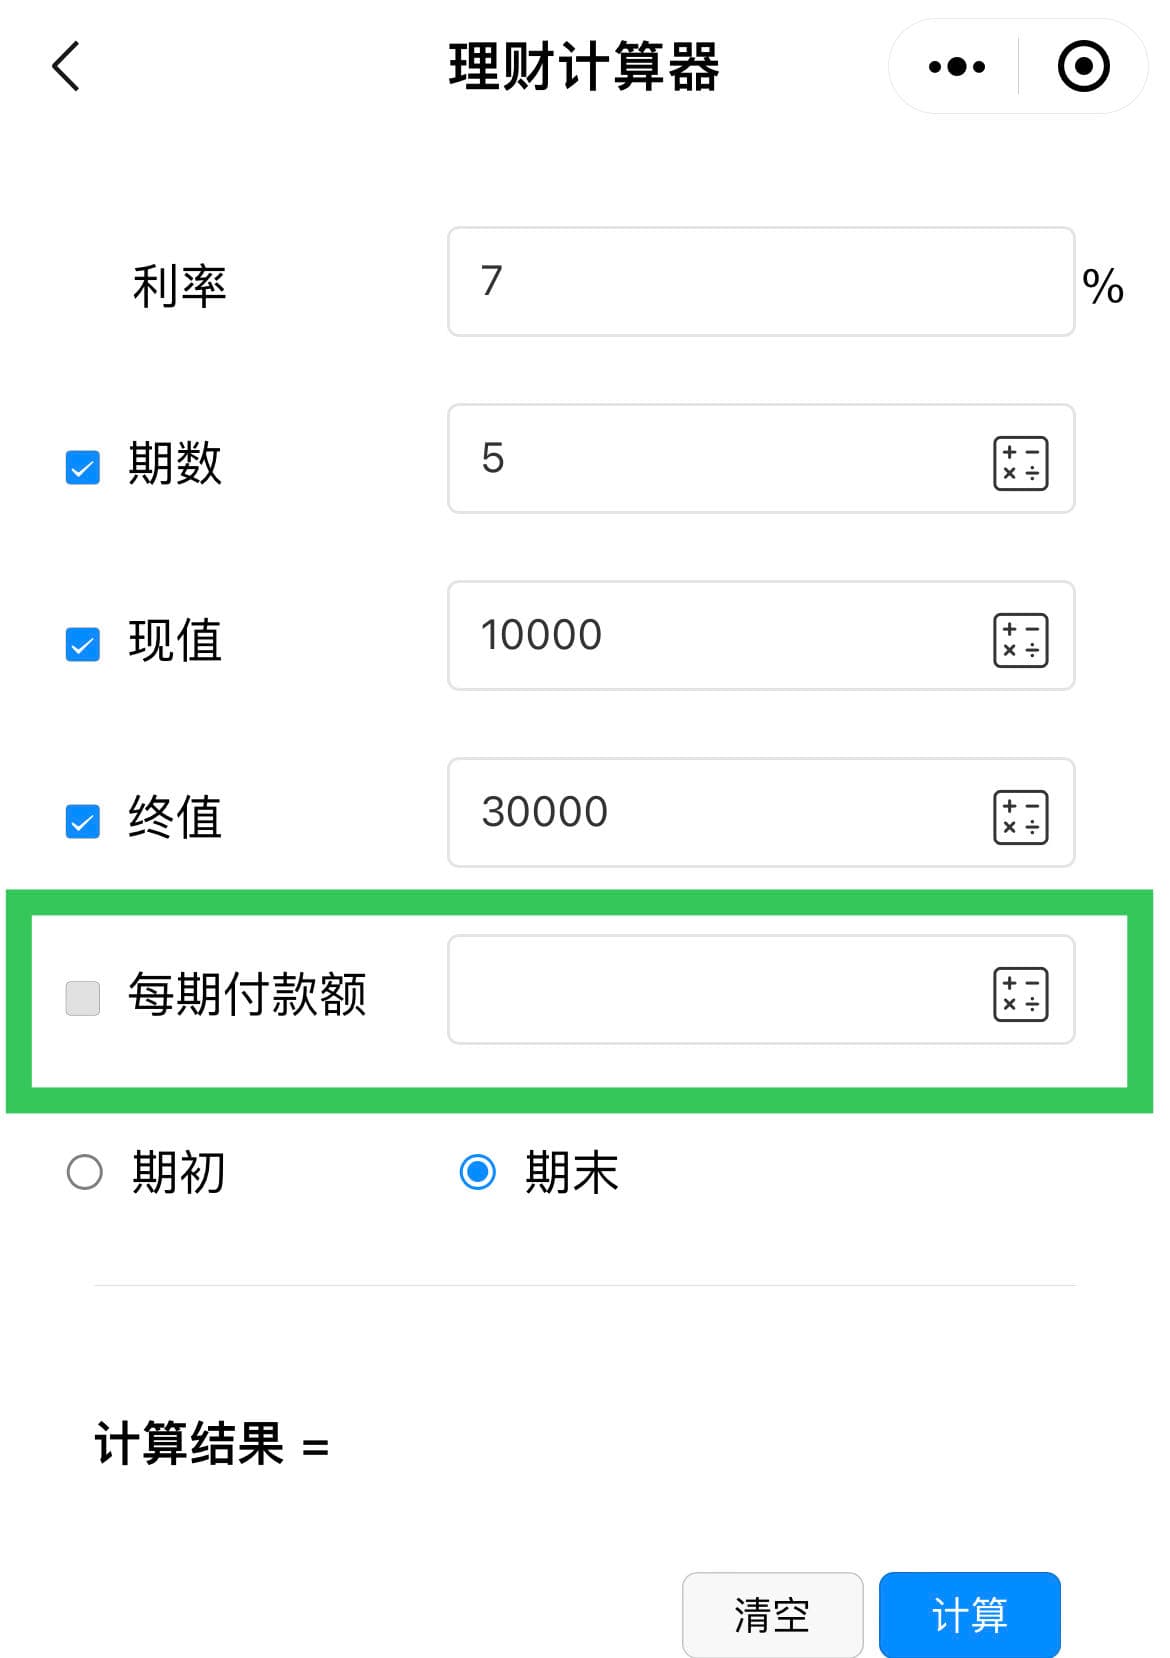 理财计算器
利率 7 %
期数 5
现值 10000
终值 30000
每期付款额
期初 期末
计算结果 =
清空 计算